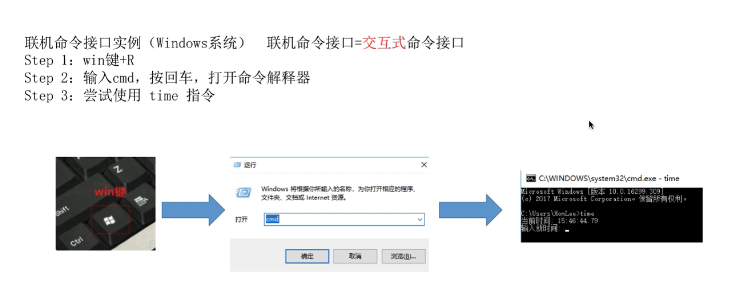 联机命令接口实例（Windows系统） 联机命令接口=交互式命令接口
Step 1：win键+R
Step 2：输入cmd，按回车，打开命令解释器
Step 3：尝试使用 time 指令
Z
win键
Shift
Ctrl
运行
Windows 将根据你所输入的名称，为你打开相应的程序、
文件夹、文档或 Internet 资源。
打开 cmd
确定 取消 浏览(B)...
C:\WINDOWS\system32\cmd.exe - time
Microsoft Windows [版本 10.0.16299.309]
(c) 2017 Microsoft Corporation。保留所有权利。
C:\Users\HonLee>time
当前时间: 15:46:44.79
输入新时间: